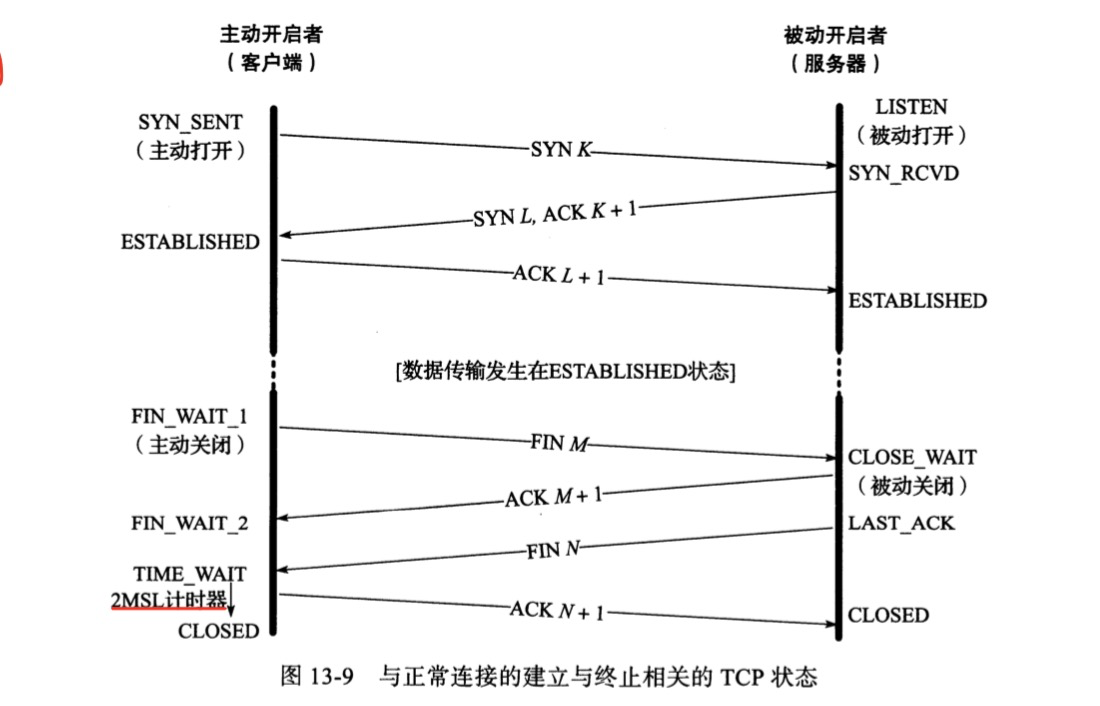 主动开启者
（客户端）
被动开启者
（服务器）
SYN_SENT
（主动打开）
LISTEN
（被动打开）
SYN K
SYN_RCVD
SYN L, ACK K + 1
ESTABLISHED
ACK L + 1
ESTABLISHED
[数据传输发生在ESTABLISHED状态]
FIN_WAIT_1
（主动关闭）
FIN M
CLOSE_WAIT
（被动关闭）
ACK M + 1
FIN_WAIT_2
LAST_ACK
FIN N
TIME_WAIT
2MSL计时器
ACK N + 1
CLOSED
CLOSED
图 13-9 与正常连接的建立与终止相关的 TCP 状态